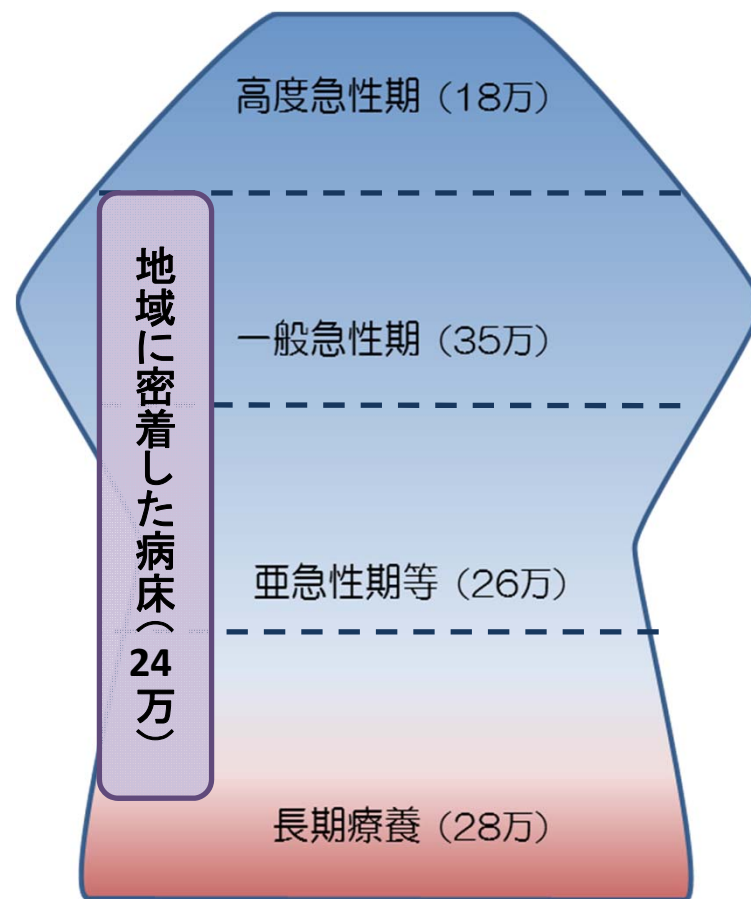 高度急性期（18万）
地域に密着した病床（24万）
一般急性期（35万）
亜急性期等（26万）
長期療養（28万）